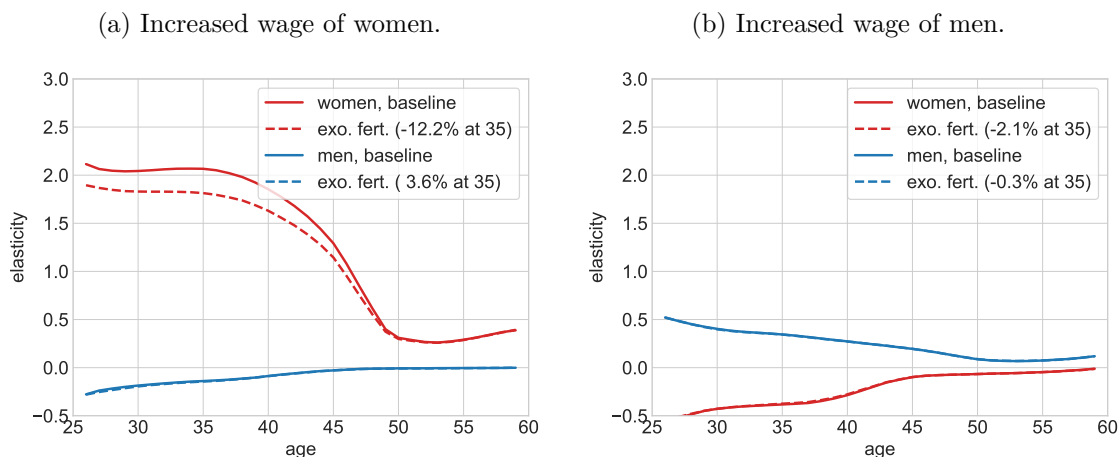 (a) Increased wage of women.
3.0
2.5
2.0
1.5
1.0
0.5
0.0
−0.5
elasticity
women, baseline
exo. fert. (-12.2% at 35)
men, baseline
exo. fert. ( 3.6% at 35)
25 30 35 40 45 50 55 60
age
(b) Increased wage of men.
3.0
2.5
2.0
1.5
1.0
0.5
0.0
−0.5
elasticity
women, baseline
exo. fert. (-2.1% at 35)
men, baseline
exo. fert. (-0.3% at 35)
25 30 35 40 45 50 55 60
age